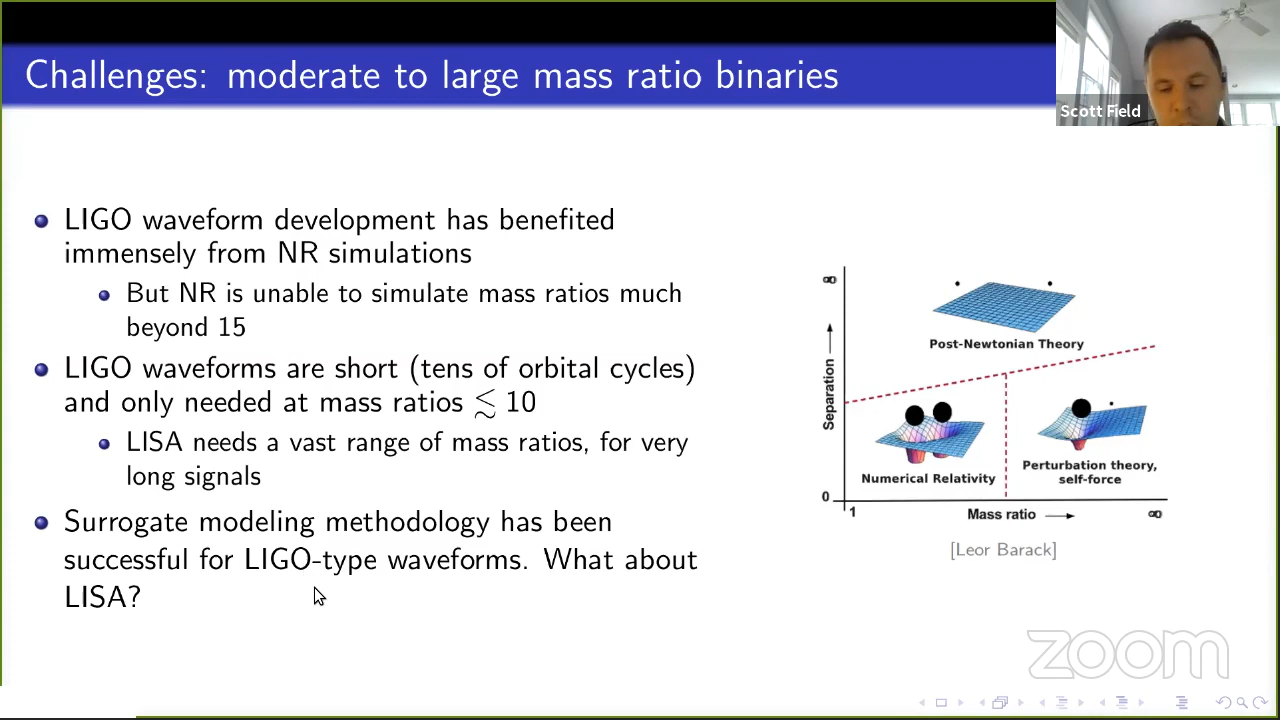 Challenges: moderate to large mass ratio binaries
Scott Field
LIGO waveform development has benefited
immensely from NR simulations
But NR is unable to simulate mass ratios much
beyond 15
LIGO waveforms are short (tens of orbital cycles)
and only needed at mass ratios ≲ 10
LISA needs a vast range of mass ratios, for very
long signals
Surrogate modeling methodology has been
successful for LIGO-type waveforms. What about
LISA?
∞
Post-Newtonian Theory
Separation
Numerical Relativity
Perturbation theory,
self-force
0
1
Mass ratio
∞
[Leor Barack]
zoom